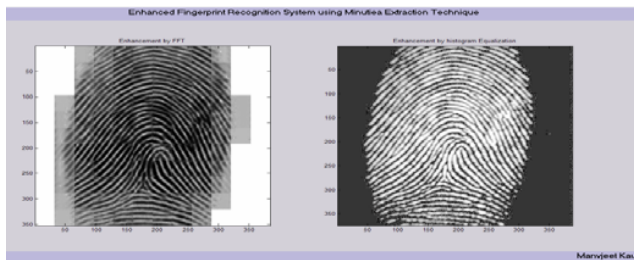 Enhanced Fingerprint Recognition System using Minutiea Extraction Technique
Enhancement by FFT
Enhancement by histogram Equalization
50
100
150
200
250
300
350
50 100 150 200 250 300 350
50
100
150
200
250
300
350
50 100 150 200 250 300 350
Manvjeet Kau